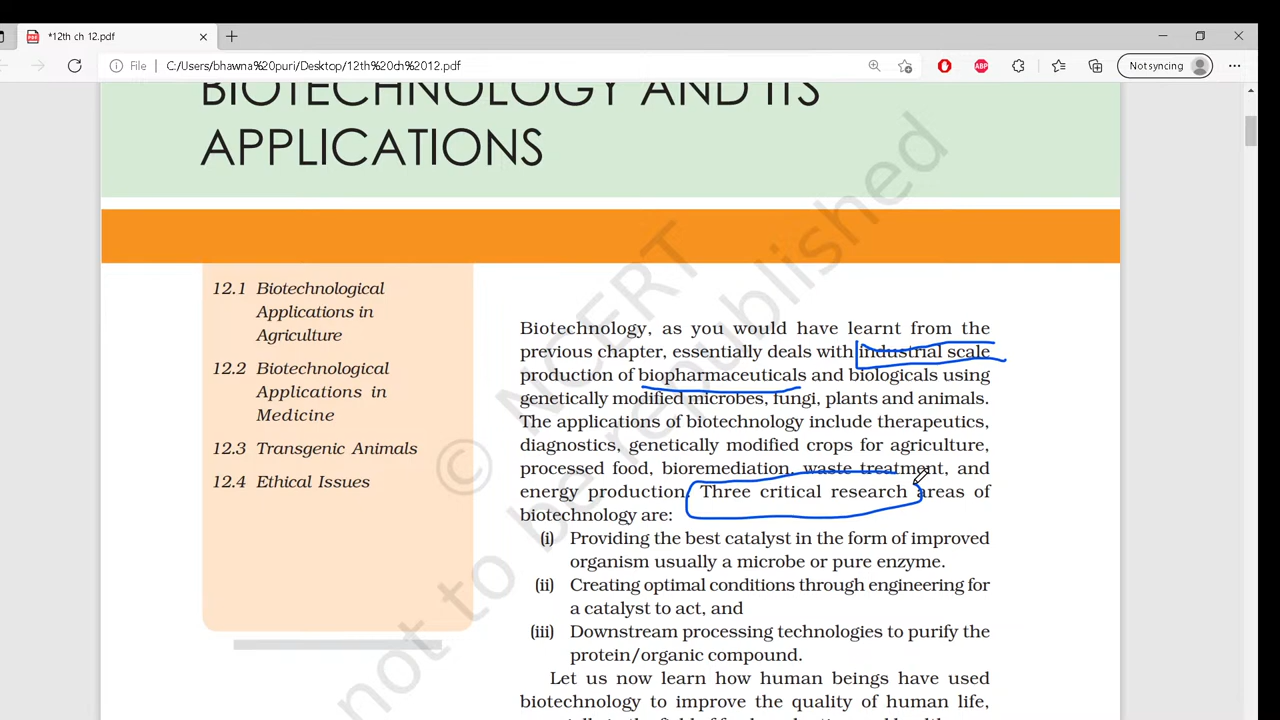 *12th ch 12.pdf
File
C:/Users/bhawna%20puri/Desktop/12th%20ch%2012.pdf
ABP
Not syncing
BIOTECHNOLOGY AND ITS
APPLICATIONS
12.1 Biotechnological
Applications in
Agriculture
12.2 Biotechnological
Applications in
Medicine
12.3 Transgenic Animals
12.4 Ethical Issues
Biotechnology, as you would have learnt from the
previous chapter, essentially deals with industrial scale
production of biopharmaceuticals and biologicals using
genetically modified microbes, fungi, plants and animals.
The applications of biotechnology include therapeutics,
diagnostics, genetically modified crops for agriculture,
processed food, bioremediation, waste treatment, and
energy production. Three critical research areas of
biotechnology are:
(i) Providing the best catalyst in the form of improved
organism usually a microbe or pure enzyme.
(ii) Creating optimal conditions through engineering for
a catalyst to act, and
(iii) Downstream processing technologies to purify the
protein/organic compound.
Let us now learn how human beings have used
biotechnology to improve the quality of human life,
© NCERT
not to be republished